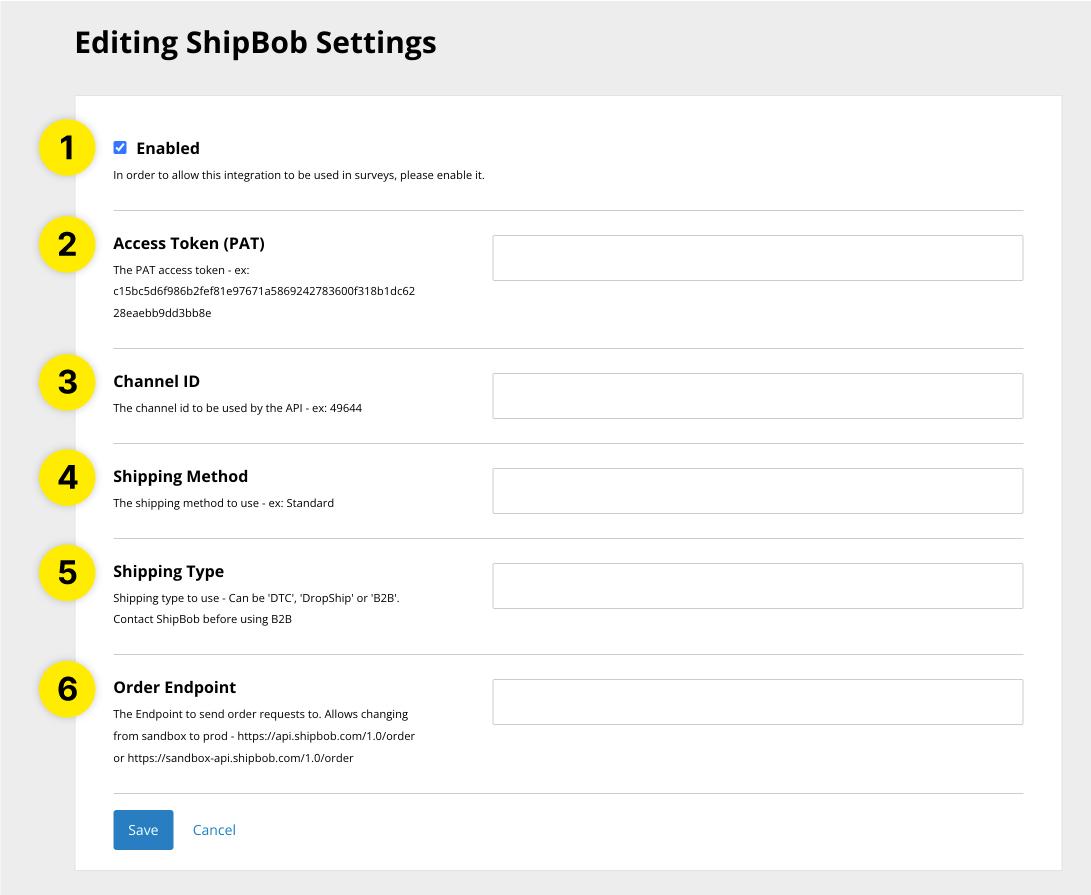 Editing ShipBob Settings
1
Enabled
In order to allow this integration to be used in surveys, please enable it.
2
Access Token (PAT)
The PAT access token - ex:
c15bc5d6f986b2fef81e97671a5869242783600f318b1dc62
28eaebb9dd3bb8e
3
Channel ID
The channel id to be used by the API - ex: 49644
4
Shipping Method
The shipping method to use - ex: Standard
5
Shipping Type
Shipping type to use - Can be 'DTC', 'DropShip' or 'B2B'.
Contact ShipBob before using B2B
6
Order Endpoint
The Endpoint to send order requests to. Allows changing
from sandbox to prod - https://api.shipbob.com/1.0/order
or https://sandbox-api.shipbob.com/1.0/order
Save
Cancel